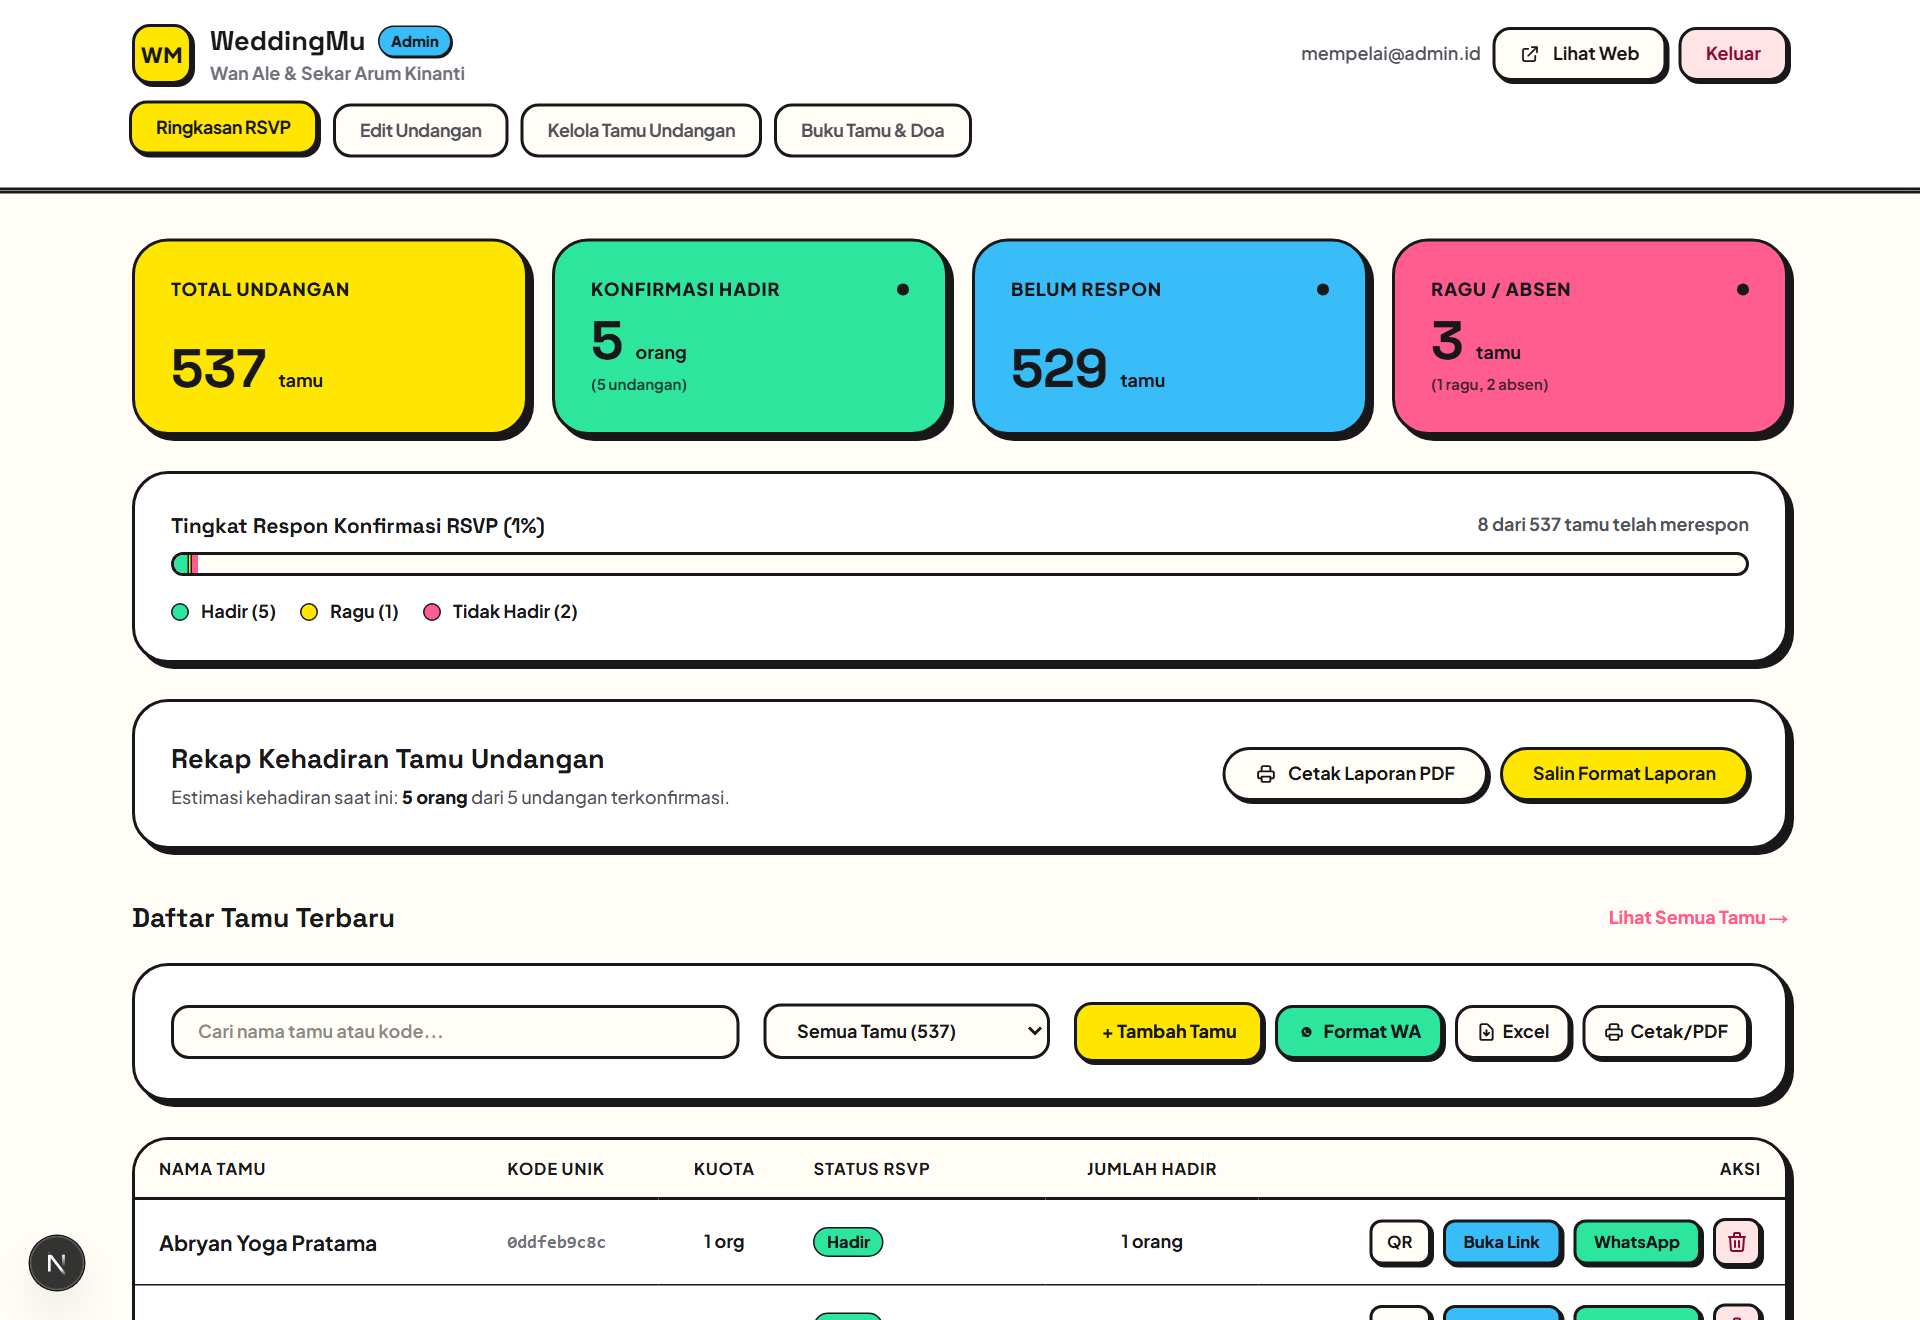 WM
WeddingMu
Admin
Wan Ale & Sekar Arum Kinanti
mempelai@admin.id
Lihat Web
Keluar
Ringkasan RSVP
Edit Undangan
Kelola Tamu Undangan
Buku Tamu & Doa
TOTAL UNDANGAN
537 tamu
KONFIRMASI HADIR
5 orang
(5 undangan)
BELUM RESPON
529 tamu
RAGU / ABSEN
3 tamu
(1 ragu, 2 absen)
Tingkat Respon Konfirmasi RSVP (1%)
8 dari 537 tamu telah merespon
Hadir (5)
Ragu (1)
Tidak Hadir (2)
Rekap Kehadiran Tamu Undangan
Estimasi kehadiran saat ini: 5 orang dari 5 undangan terkonfirmasi.
Cetak Laporan PDF
Salin Format Laporan
Daftar Tamu Terbaru
Lihat Semua Tamu →
Cari nama tamu atau kode...
Semua Tamu (537)
+ Tambah Tamu
Format WA
Excel
Cetak/PDF
NAMA TAMU
KODE UNIK
KUOTA
STATUS RSVP
JUMLAH HADIR
AKSI
Abryan Yoga Pratama
0ddfeb9c8c
1 org
Hadir
1 orang
QR
Buka Link
WhatsApp
N